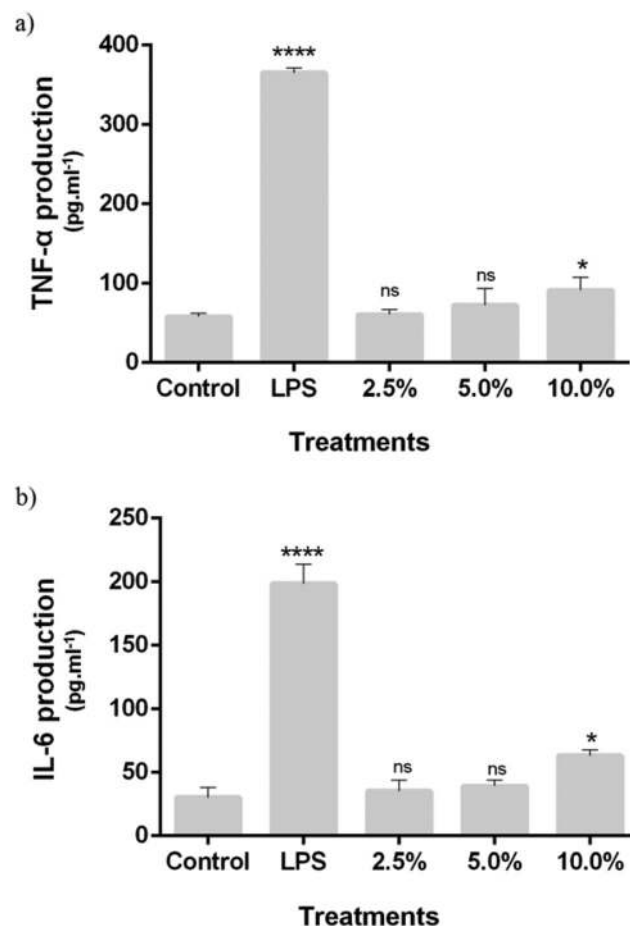 a)
TNF-α production
(pg.ml⁻¹)
400
300
200
100
0
****
ns
ns
*
Control LPS 2.5% 5.0% 10.0%
Treatments
b)
IL-6 production
(pg.ml⁻¹)
250
200
150
100
50
0
****
ns
ns
*
Control LPS 2.5% 5.0% 10.0%
Treatments